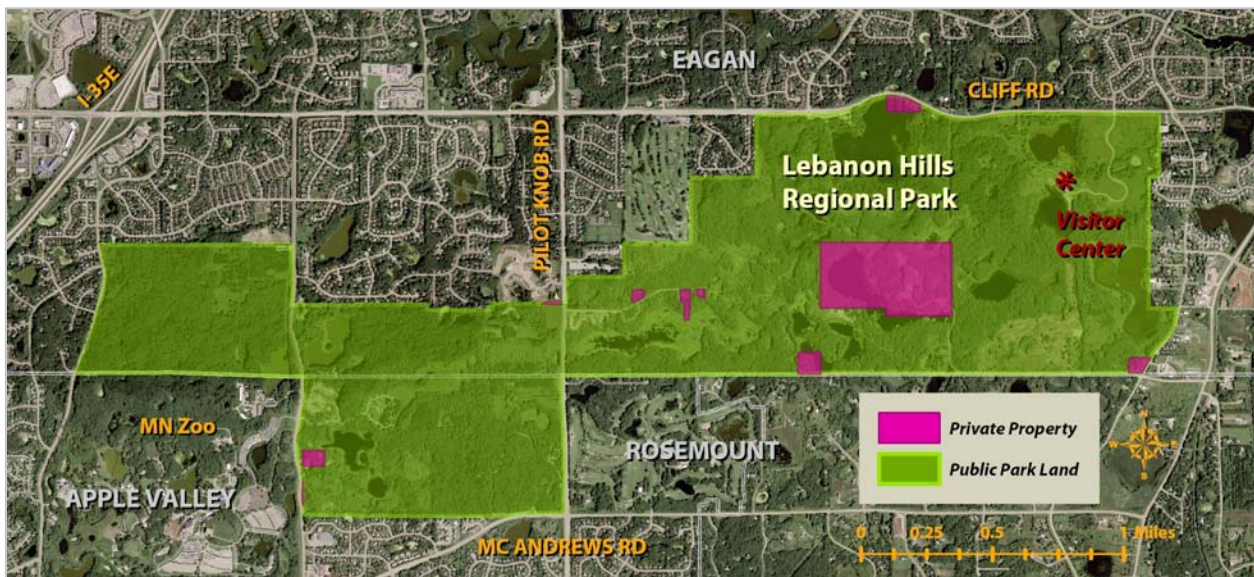 EAGAN
I-35E
CLIFF RD
PILOT KNOB RD
Lebanon Hills
Regional Park
*
Visitor
Center
MN Zoo
ROSEMOUNT
APPLE VALLEY
MC ANDREWS RD
Private Property
Public Park Land
N
W E
S
0 0.25 0.5 1 Miles